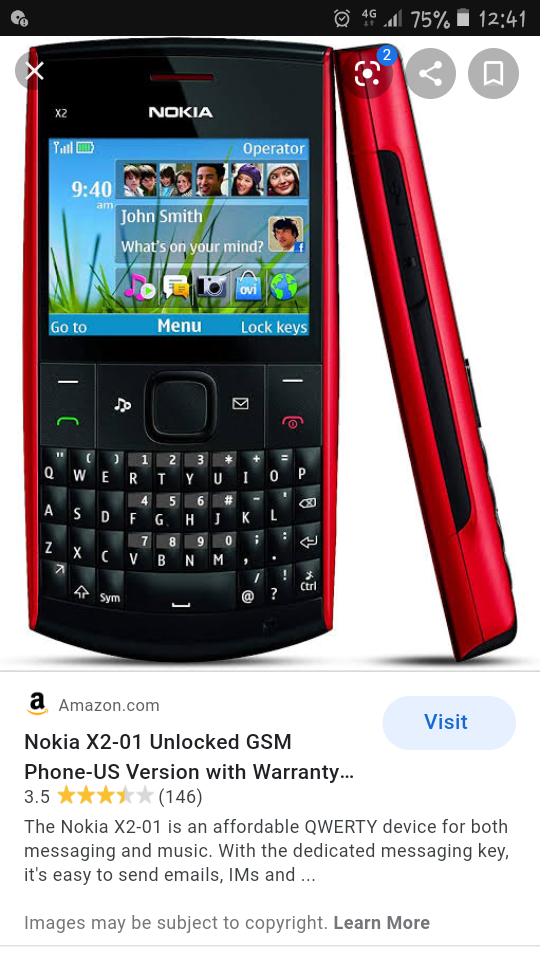 4G 75% 12:41
2
X2 NOKIA
Operator
9:40
am
John Smith
What's on your mind?
f
ovi
Go to Menu Lock keys
" ( ) 1 2 3 * + =
Q W E R T Y U I O P
4 5 6 # - '
A S D F G H J K L
7 8 9 0 ; :
Z X C V B N M , .
/ ! Ctrl
Sym @ ?
a Amazon.com
Visit
Nokia X2-01 Unlocked GSM
Phone-US Version with Warranty...
3.5 (146)
The Nokia X2-01 is an affordable QWERTY device for both
messaging and music. With the dedicated messaging key,
it's easy to send emails, IMs and ...
Images may be subject to copyright. Learn More